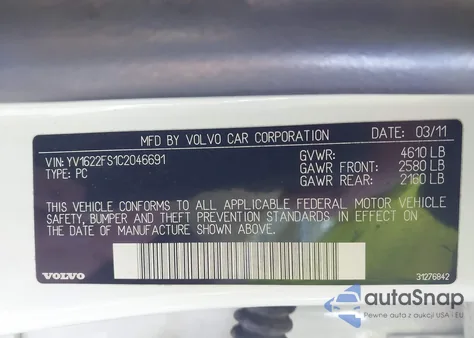 MFD BY VOLVO CAR CORPORATION DATE: 03/11
VIN: YV1622FS1C2046691 GVWR: 4610 LB
TYPE: PC GAWR FRONT: 2580 LB
GAWR REAR: 2160 LB
THIS VEHICLE CONFORMS TO ALL APPLICABLE FEDERAL MOTOR VEHICLE
SAFETY, BUMPER AND THEFT PREVENTION STANDARDS IN EFFECT ON
THE DATE OF MANUFACTURE SHOWN ABOVE.
VOLVO 31276842
autoSnap
Pewne auta z USA i EU